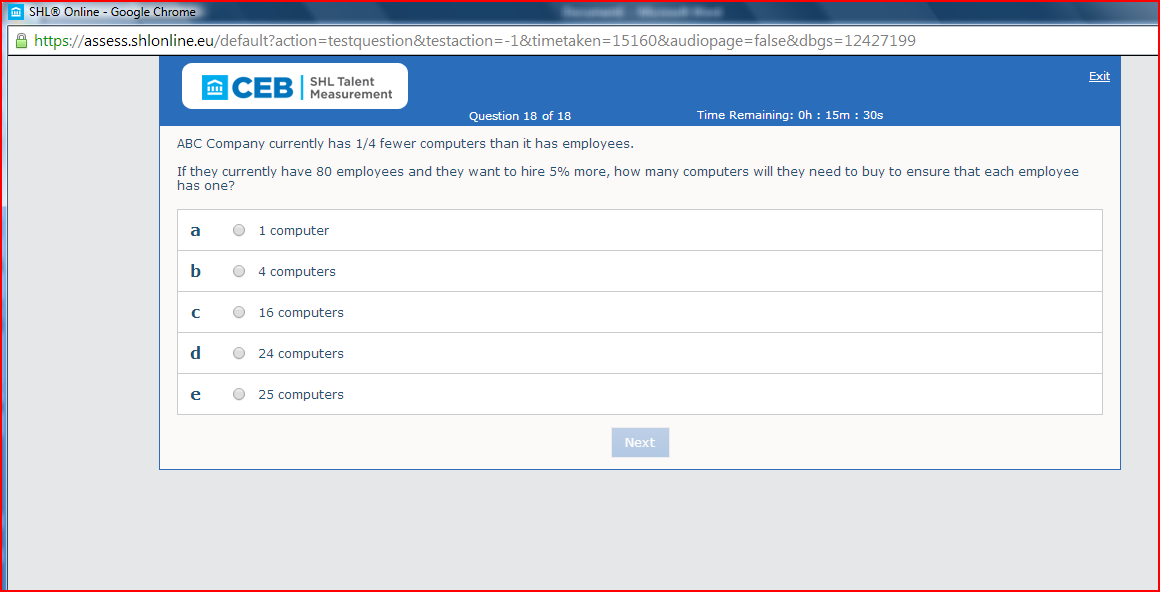 SHL® Online - Google Chrome
https://assess.shlonline.eu/default?action=testquestion&testaction=-1&timetaken=15160&audiopage=false&dbgs=12427199
CEB SHL Talent
Measurement
Exit
Question 18 of 18 Time Remaining: 0h : 15m : 30s
ABC Company currently has 1/4 fewer computers than it has employees.
If they currently have 80 employees and they want to hire 5% more, how many computers will they need to buy to ensure that each employee
has one?
a 1 computer
b 4 computers
c 16 computers
d 24 computers
e 25 computers
Next